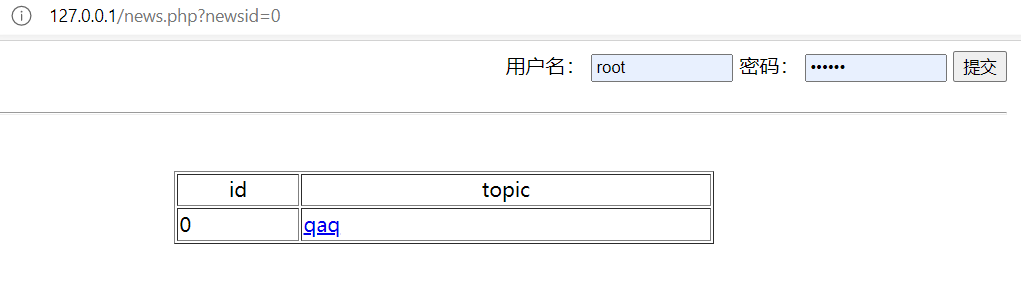 127.0.0.1/news.php?newsid=0
用户名： root 密码： •••••• 提交
id topic
0 qaq